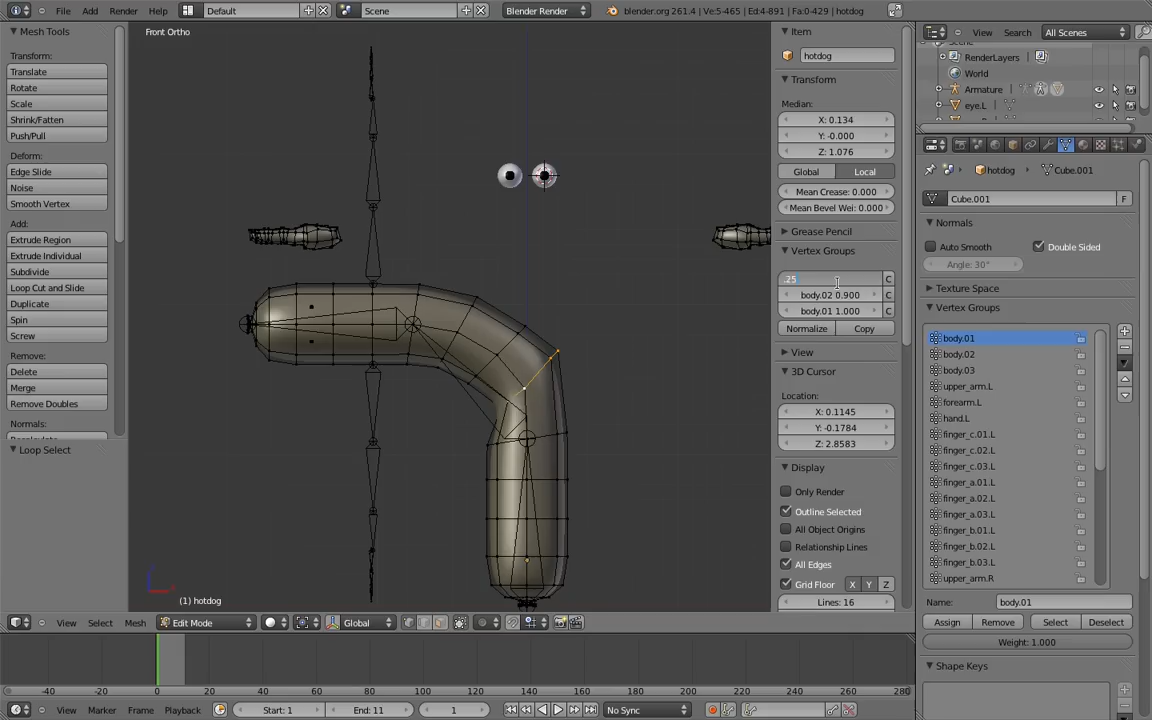 File Add Render Help Default Scene Blender Render blender.org 261.4 | Ve:5-465 | Ed:4-891 | Fa:0-429 | hotdog
Mesh Tools
Transform:
Translate
Rotate
Scale
Shrink/Fatten
Push/Pull
Deform:
Edge Slide
Noise
Smooth Vertex
Add:
Extrude Region
Extrude Individual
Subdivide
Loop Cut and Slide
Duplicate
Spin
Screw
Remove:
Delete
Merge
Remove Doubles
Normals:
Loop Select
Front Ortho
(1) hotdog
Item
hotdog
Transform
Median:
X: 0.134
Y: -0.000
Z: 1.076
Global Local
Mean Crease: 0.000
Mean Bevel Wei: 0.000
Grease Pencil
Vertex Groups
.25 C
body.02 0.900 C
body.01 1.000 C
Normalize Copy
View
3D Cursor
Location:
X: 0.1145
Y: -0.1784
Z: 2.8583
Display
Only Render
Outline Selected
All Object Origins
Relationship Lines
All Edges
Grid Floor X Y Z
Lines: 16
View Search All Scenes
RenderLayers
World
Armature
eye.L
hotdog Cube.001
Cube.001 F
Normals
Auto Smooth Double Sided
Angle: 30°
Texture Space
Vertex Groups
body.01
body.02
body.03
upper_arm.L
forearm.L
hand.L
finger_c.01.L
finger_c.02.L
finger_c.03.L
finger_a.01.L
finger_a.02.L
finger_a.03.L
finger_b.01.L
finger_b.02.L
finger_b.03.L
upper_arm.R
Name: body.01
Assign Remove Select Deselect
Weight: 1.000
Shape Keys
View Select Mesh Edit Mode Global
-40 -20 0 20 40 60 80 100 120 140 160 180 200 220 240 260 280
View Marker Frame Playback Start: 1 End: 11 1 No Sync